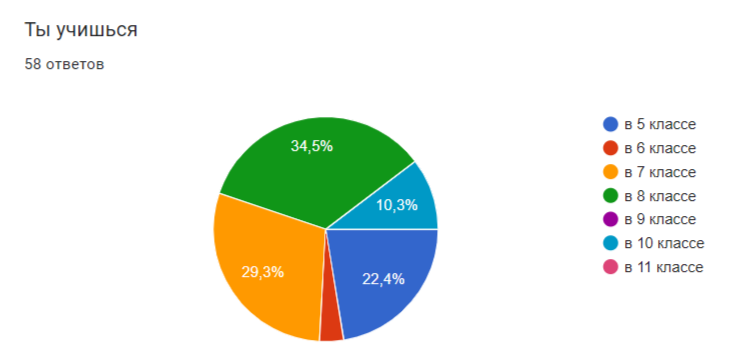 Ты учишься
58 ответов
34,5%
10,3%
29,3%
22,4%
в 5 классе
в 6 классе
в 7 классе
в 8 классе
в 9 классе
в 10 классе
в 11 классе